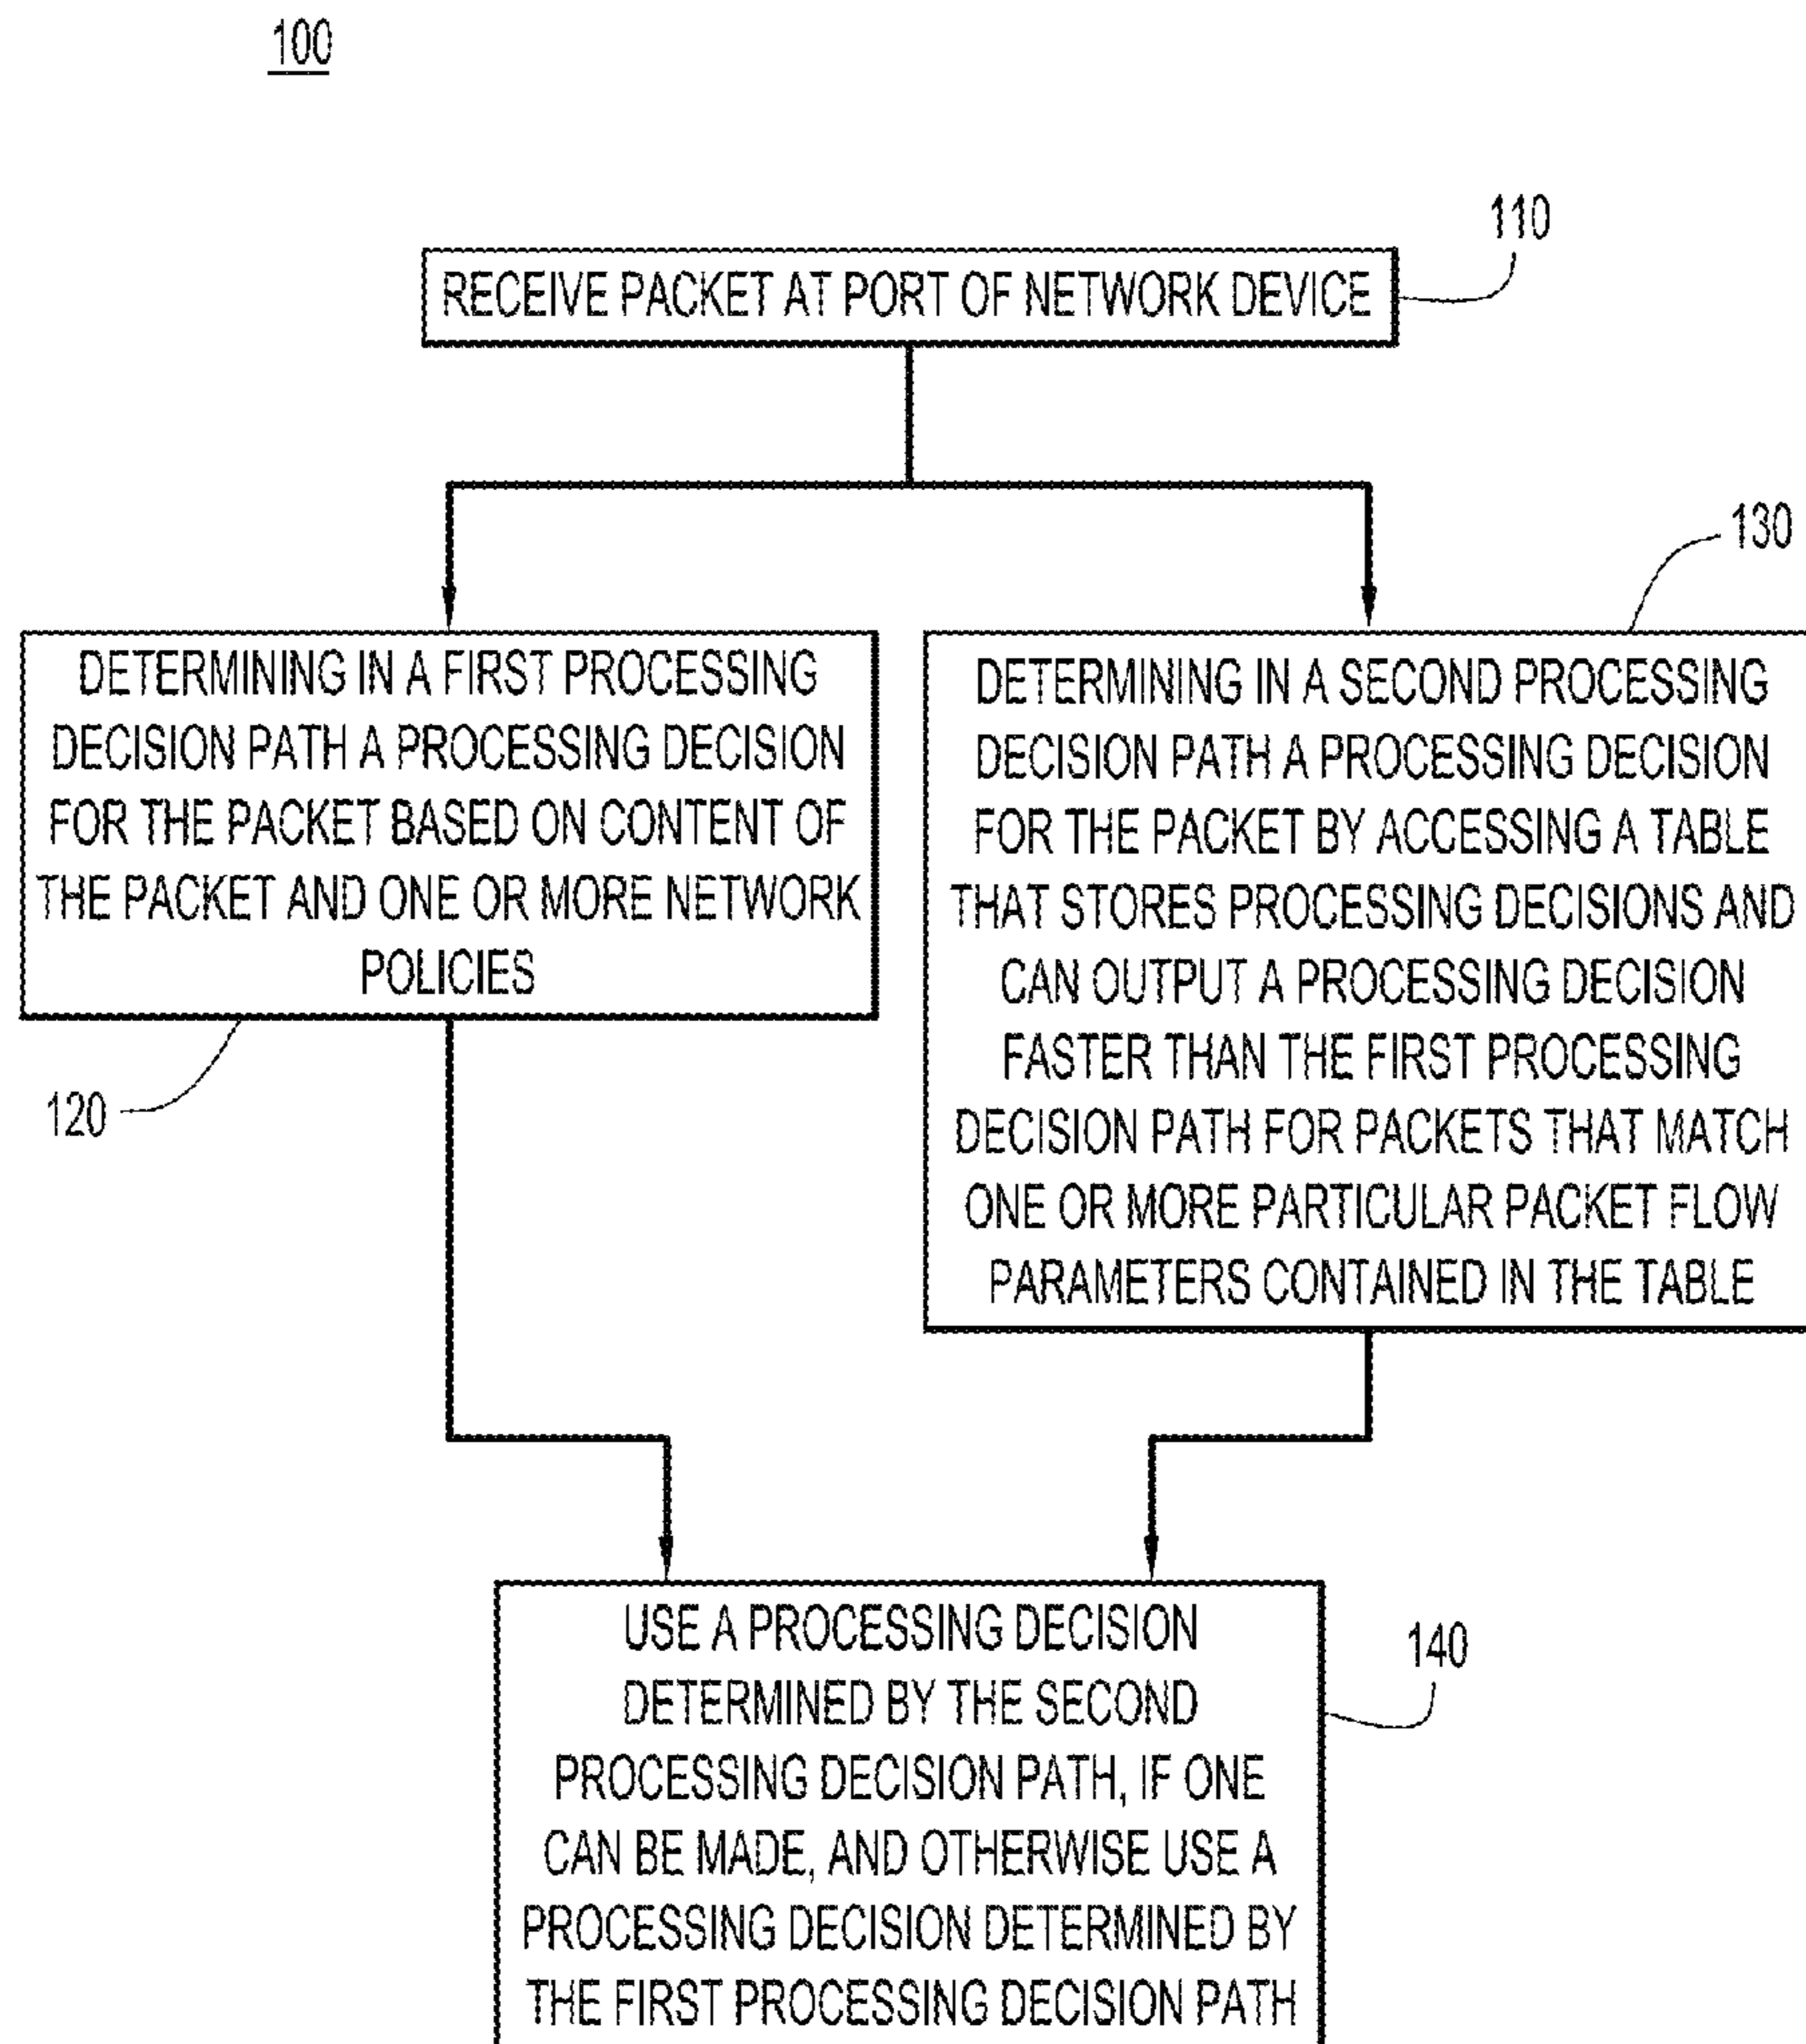 100
110
RECEIVE PACKET AT PORT OF NETWORK DEVICE
DETERMINING IN A FIRST PROCESSING
DECISION PATH A PROCESSING DECISION
FOR THE PACKET BASED ON CONTENT OF
THE PACKET AND ONE OR MORE NETWORK
POLICIES
120
130
DETERMINING IN A SECOND PROCESSING
DECISION PATH A PROCESSING DECISION
FOR THE PACKET BY ACCESSING A TABLE
THAT STORES PROCESSING DECISIONS AND
CAN OUTPUT A PROCESSING DECISION
FASTER THAN THE FIRST PROCESSING
DECISION PATH FOR PACKETS THAT MATCH
ONE OR MORE PARTICULAR PACKET FLOW
PARAMETERS CONTAINED IN THE TABLE
USE A PROCESSING DECISION
DETERMINED BY THE SECOND
PROCESSING DECISION PATH, IF ONE
CAN BE MADE, AND OTHERWISE USE A
PROCESSING DECISION DETERMINED BY
THE FIRST PROCESSING DECISION PATH
140